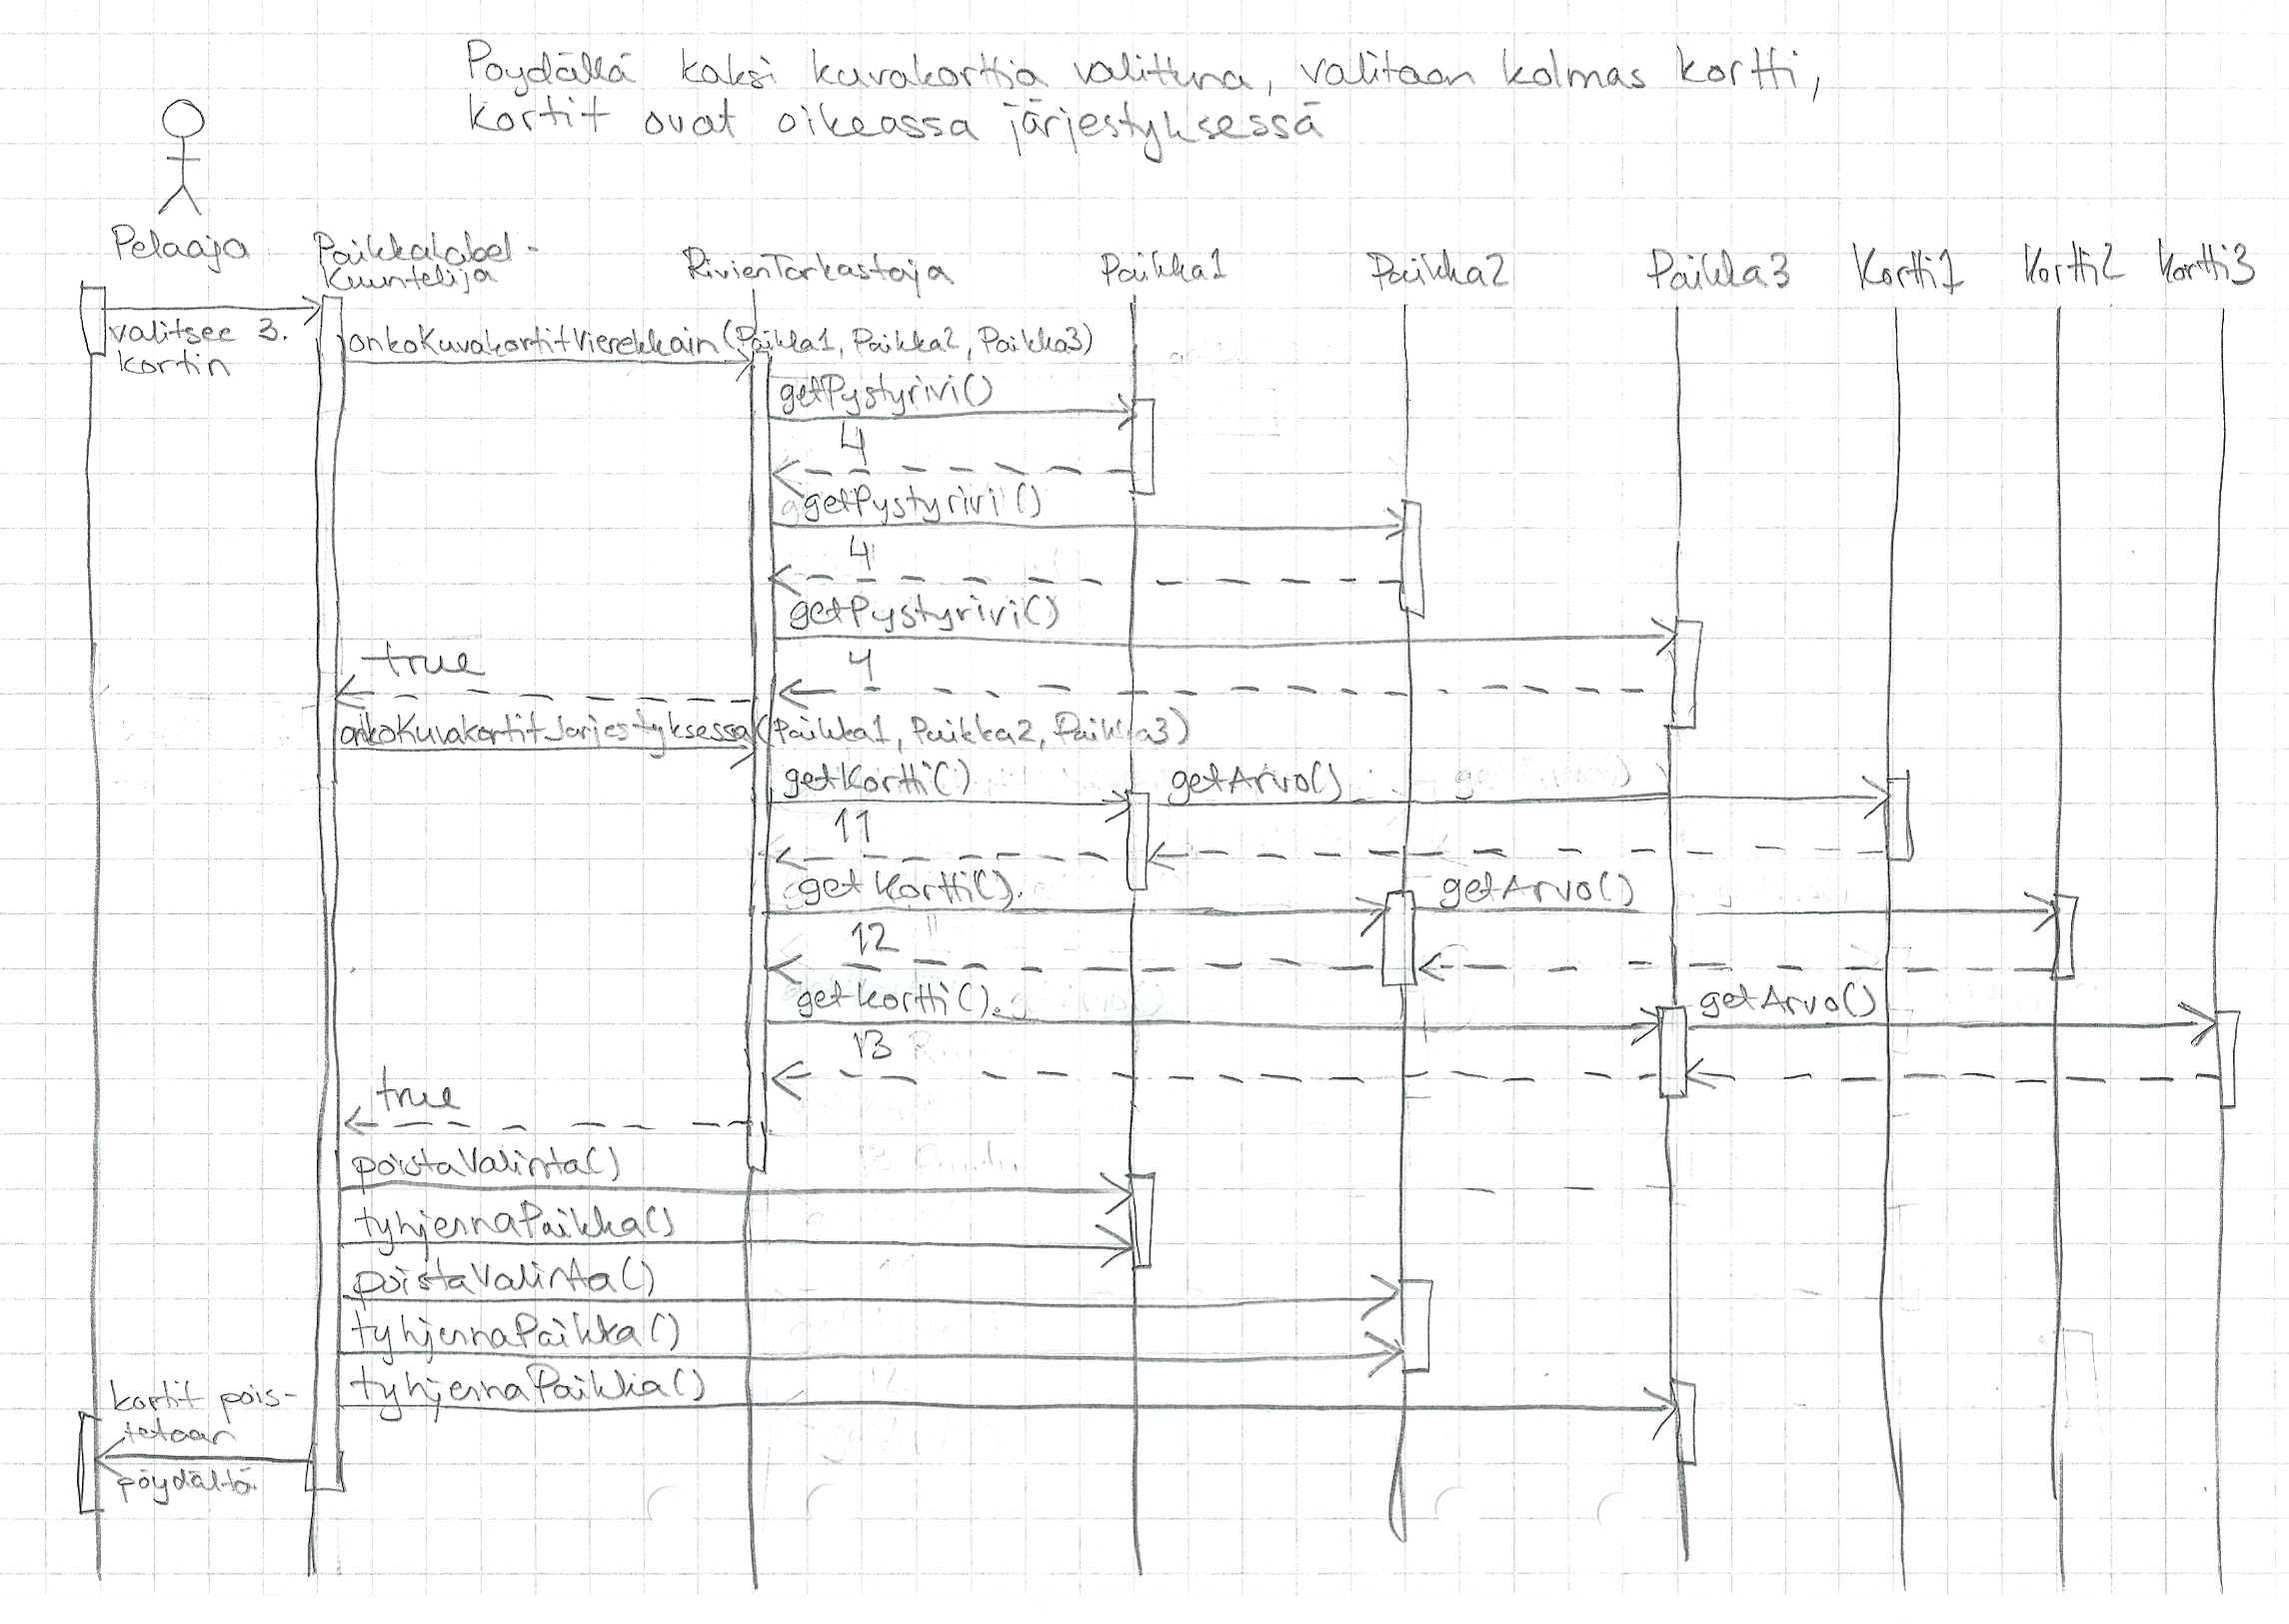 Pöydällä kaksi kuvakorttia valittuna, valitaan kolmas kortti,
kortit ovat oikeassa järjestyksessä
Pelaaja
PaikkaLabel-
Kuuntelija
RivienTarkastaja
Paikka1
Paikka2
Paikka3
Kortti1
Kortti2
Kortti3
valitsee 3.
kortin
onkoKuvakortitVierekkain(Paikka1, Paikka2, Paikka3)
getPystyrivi()
4
getPystyrivi()
4
getPystyrivi()
4
true
onkoKuvakortitJarjestyksessa(Paikka1, Paikka2, Paikka3)
getKortti()
getArvo()
11
getKortti().
getArvo()
12
getKortti().
getArvo()
13
true
poistaValinta()
tyhjennaPaikka()
poistaValinta()
tyhjennaPaikka()
tyhjennaPaikka()
kortit pois-
tetaan
pöydältä